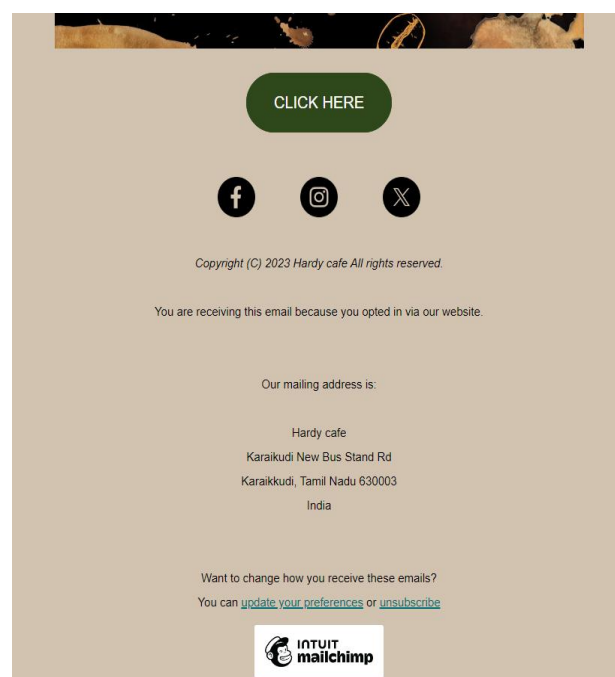 CLICK HERE
Copyright (C) 2023 Hardy cafe All rights reserved.
You are receiving this email because you opted in via our website.
Our mailing address is:
Hardy cafe
Karaikudi New Bus Stand Rd
Karaikkudi, Tamil Nadu 630003
India
Want to change how you receive these emails?
You can update your preferences or unsubscribe
INTUIT
mailchimp